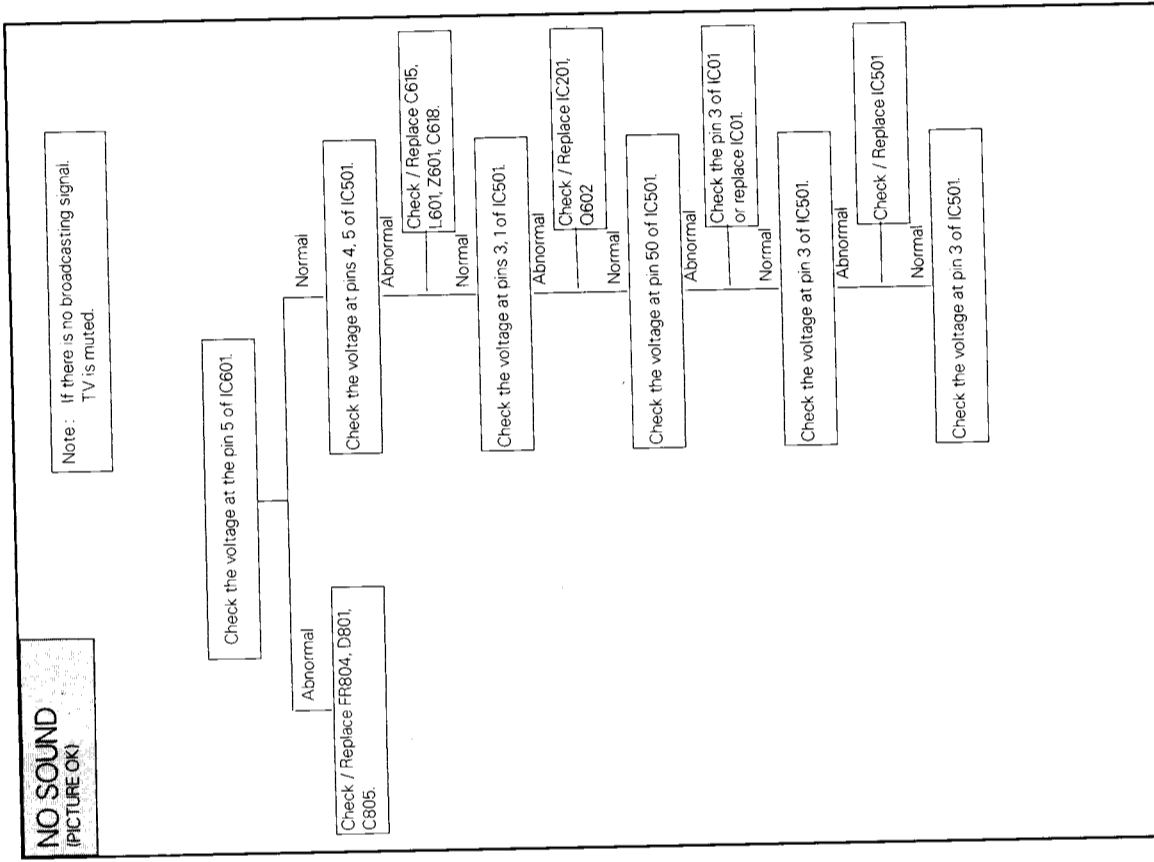 NO SOUND
(PICTURE OK)
Note : If there is no broadcasting signal.
TV is muted.
Check the voltage at the pin 5 of IC601.
Abnormal
Normal
Check / Replace FR804, D801,
C805.
Check the voltage at pins 4, 5 of IC501.
Abnormal
Check / Replace C615,
L601, Z601, C618.
Normal
Check the voltage at pins 3, 1 of IC501.
Abnormal
Check / Replace IC201,
Q602
Normal
Check the voltage at pin 50 of IC501.
Abnormal
Check the pin 3 of IC01
or replace IC01.
Normal
Check the voltage at pin 3 of IC501.
Abnormal
Check / Replace IC501
Normal
Check the voltage at pin 3 of IC501.